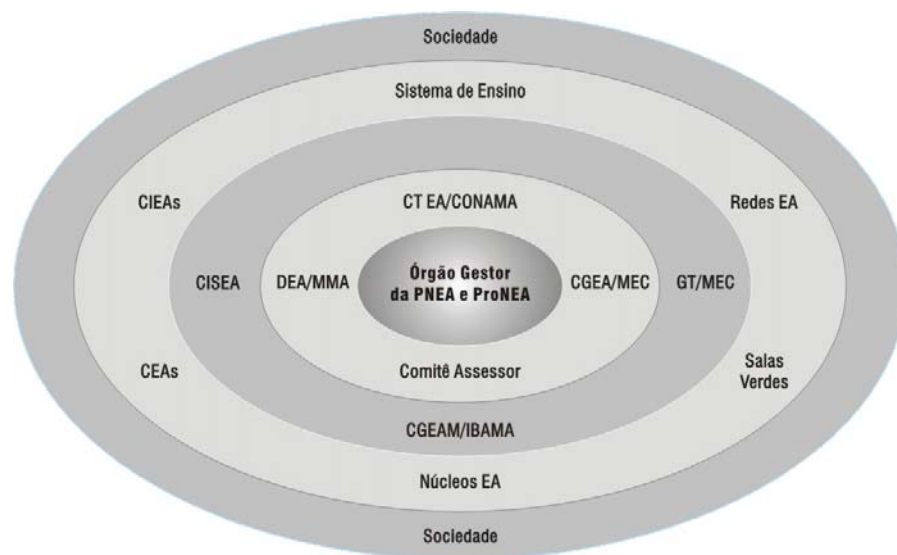 Sociedade
Sistema de Ensino
CIEAs
Redes EA
CT EA/CONAMA
CISEA
DEA/MMA
Órgão Gestor
da PNEA e ProNEA
CGEA/MEC
GT/MEC
CEAs
Comitê Assessor
Salas
Verdes
CGEAM/IBAMA
Núcleos EA
Sociedade